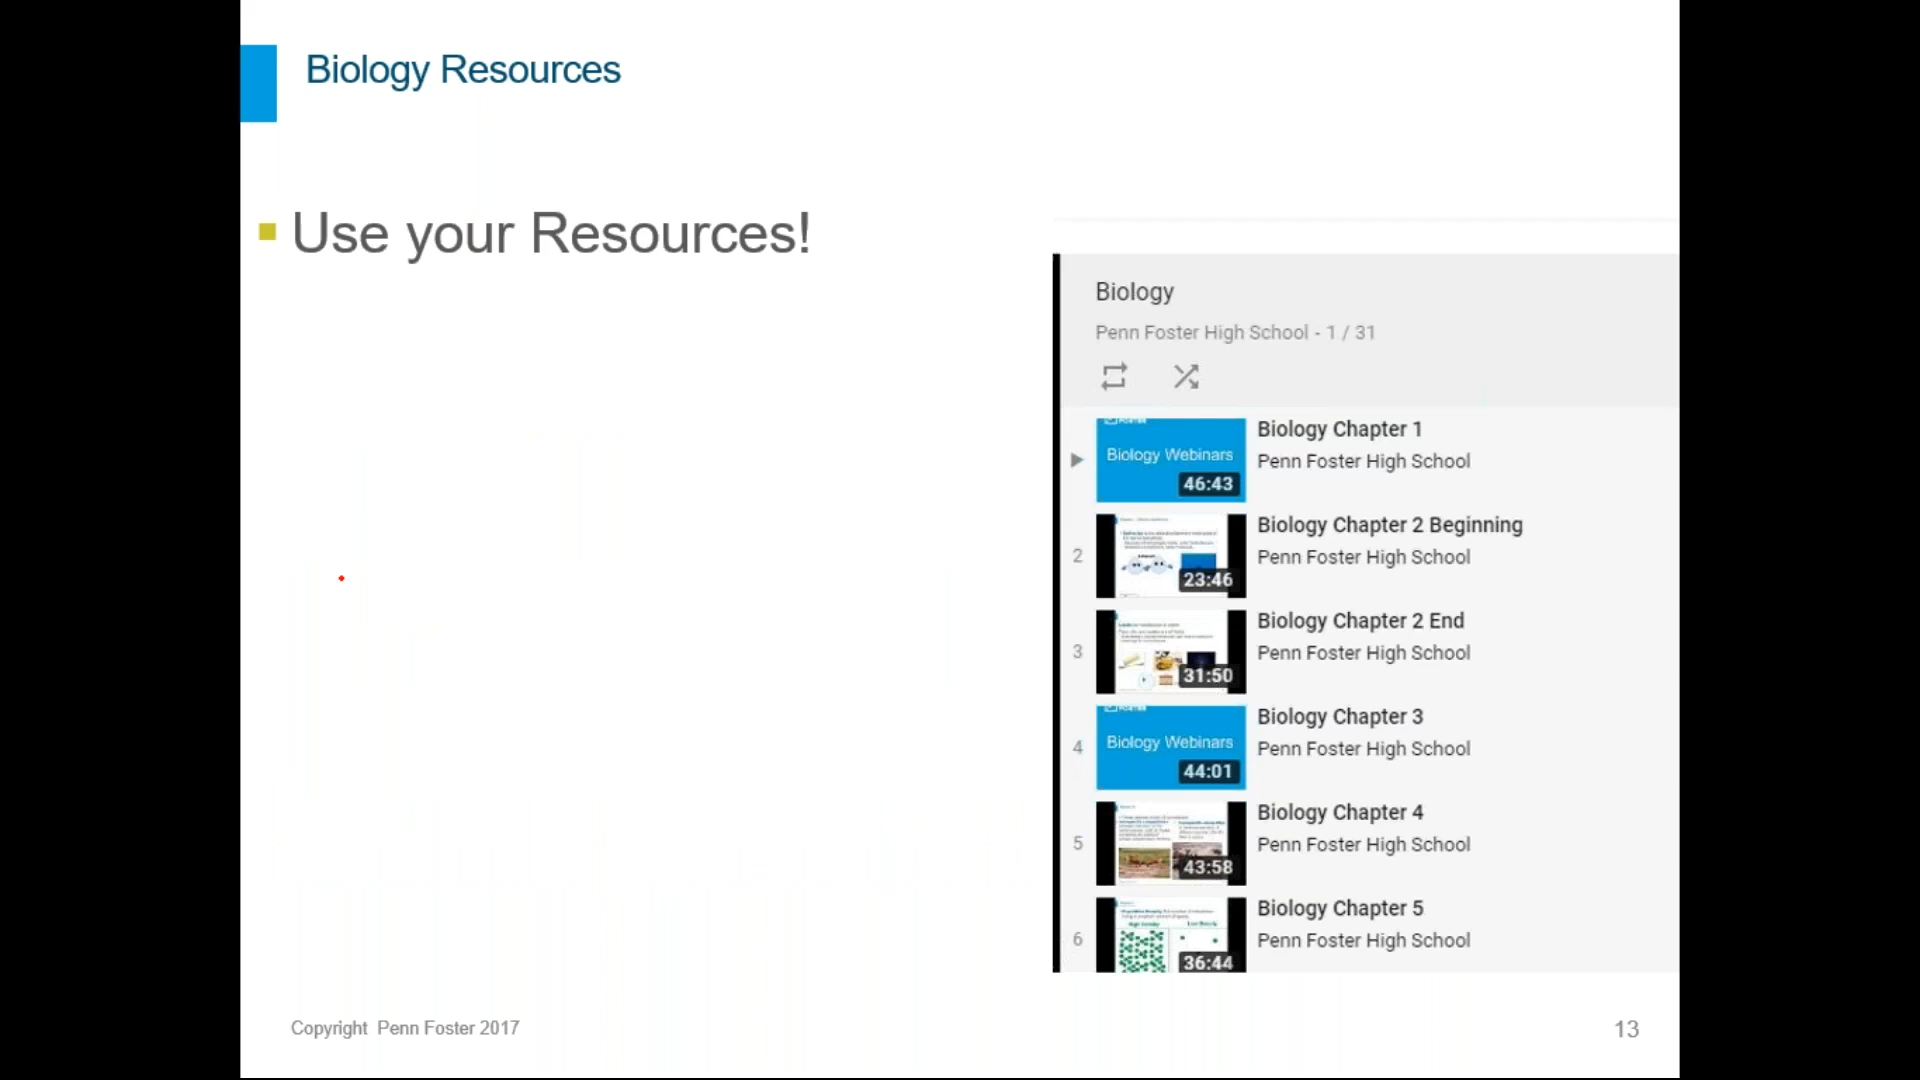 Biology Resources
Use your Resources!
Biology
Penn Foster High School - 1 / 31
Biology Webinars
46:43
Biology Chapter 1
Penn Foster High School
2
23:46
Biology Chapter 2 Beginning
Penn Foster High School
3
31:50
Biology Chapter 2 End
Penn Foster High School
4
Biology Webinars
44:01
Biology Chapter 3
Penn Foster High School
5
43:58
Biology Chapter 4
Penn Foster High School
6
36:44
Biology Chapter 5
Penn Foster High School
Copyright Penn Foster 2017
13